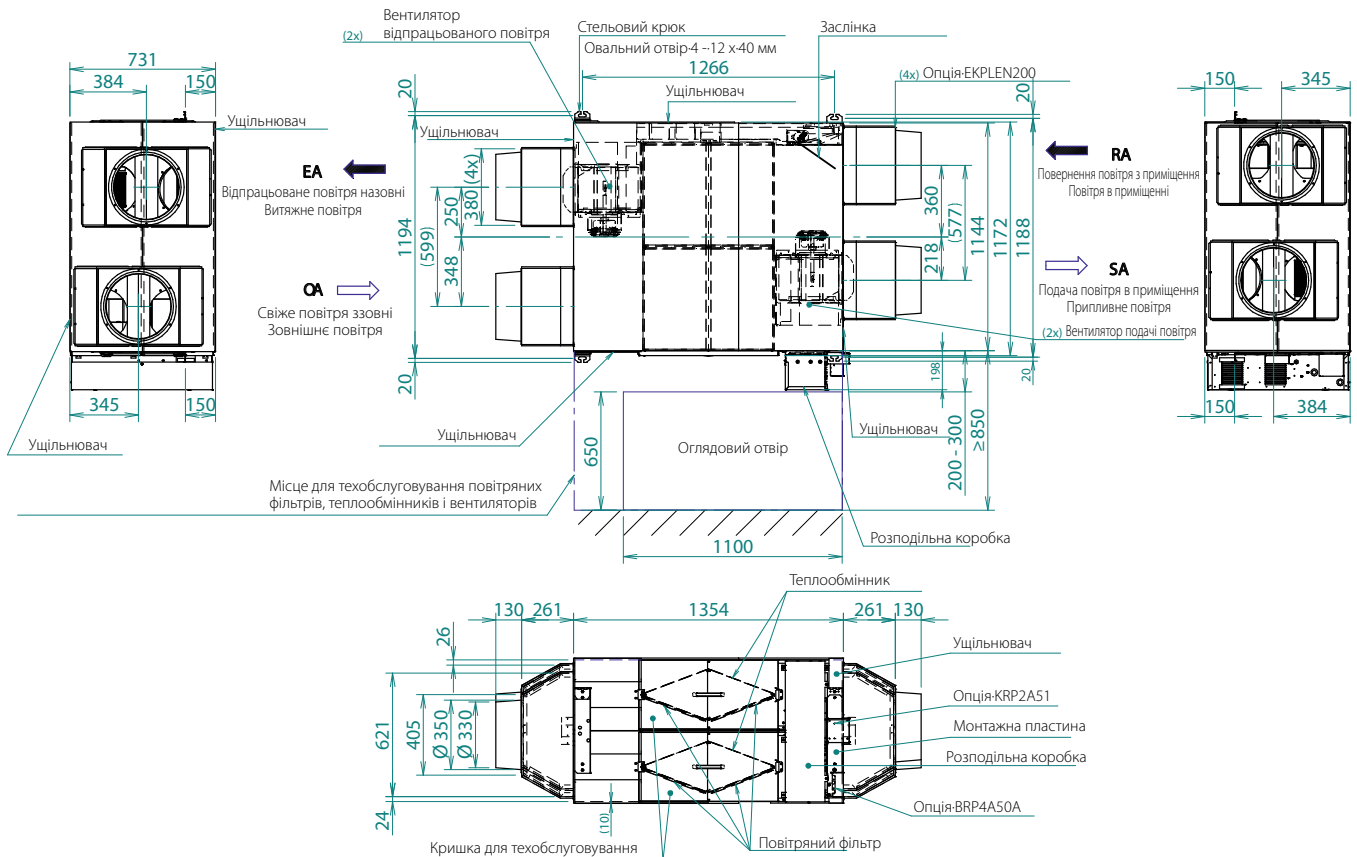 Вентилятор
(2x) відпрацьованого повітря
Стельовий крюк
Овальний отвір·4 -·12 x·40 мм
1266
Заслінка
(4x) Опція·EKPLEN200
Ущільнювач
731
384
150
20
Ущільнювач
Ущільнювач
EA
Відпрацьоване повітря назовні
Витяжне повітря
OA
Свіже повітря ззовні
Зовнішнє повітря
1194
(599)
250
348
380 (4x)
20
345
150
Ущільнювач
Ущільнювач
Місце для техобслуговування повітряних
фільтрів, теплообмінників і вентиляторів
650
Оглядовий отвір
1100
360
(577)
218
1144
1172
1188
20
198
20
200 - 300
≥850
RA
Повернення повітря з приміщення
Повітря в приміщенні
SA
Подача повітря в приміщення
Припливне повітря
(2x) Вентилятор подачі повітря
Ущільнювач
Розподільна коробка
150
345
150
384
Теплообмінник
130
261
1354
261
130
26
621
405
Ø 350
Ø 330
24
(10)
Ущільнювач
Опція·KRP2A51
Монтажна пластина
Розподільна коробка
Опція·BRP4A50A
Кришка для техобслуговування
Повітряний фільтр